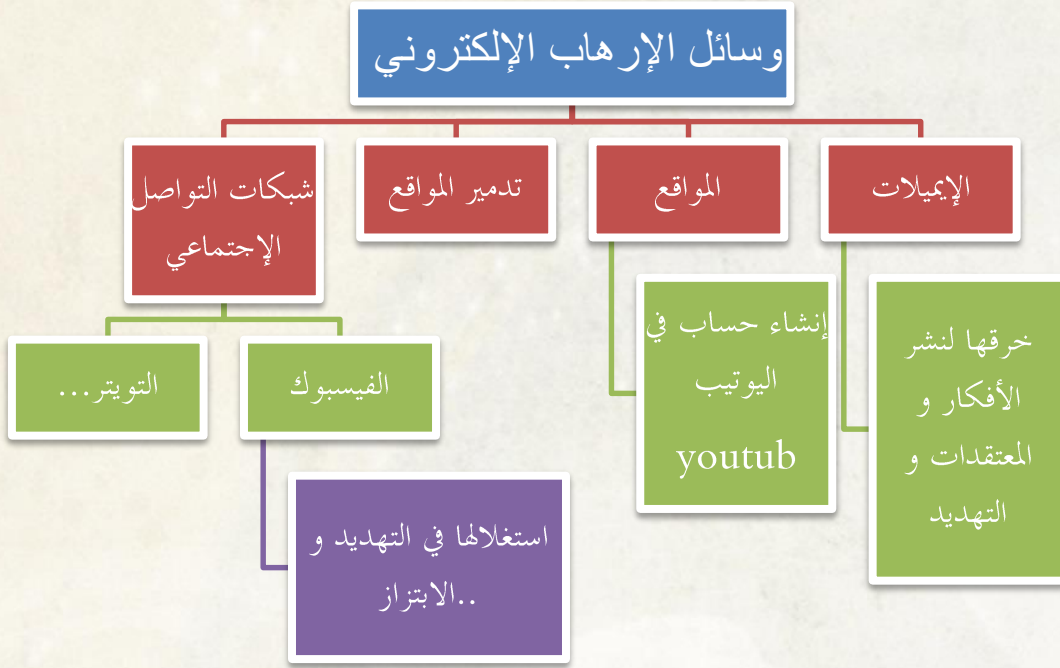 وسائل الإرهاب الإلكتروني
الإيميلات
المواقع
تدمير المواقع
شبكات التواصل
الإجتماعي
خرقها لنشر
الأفكار و
المعتقدات و
التهديد
إنشاء حساب في
اليوتيب
youtub
الفيسبوك
التويتر...
استغلالها في التهديد و
الابتزاز..